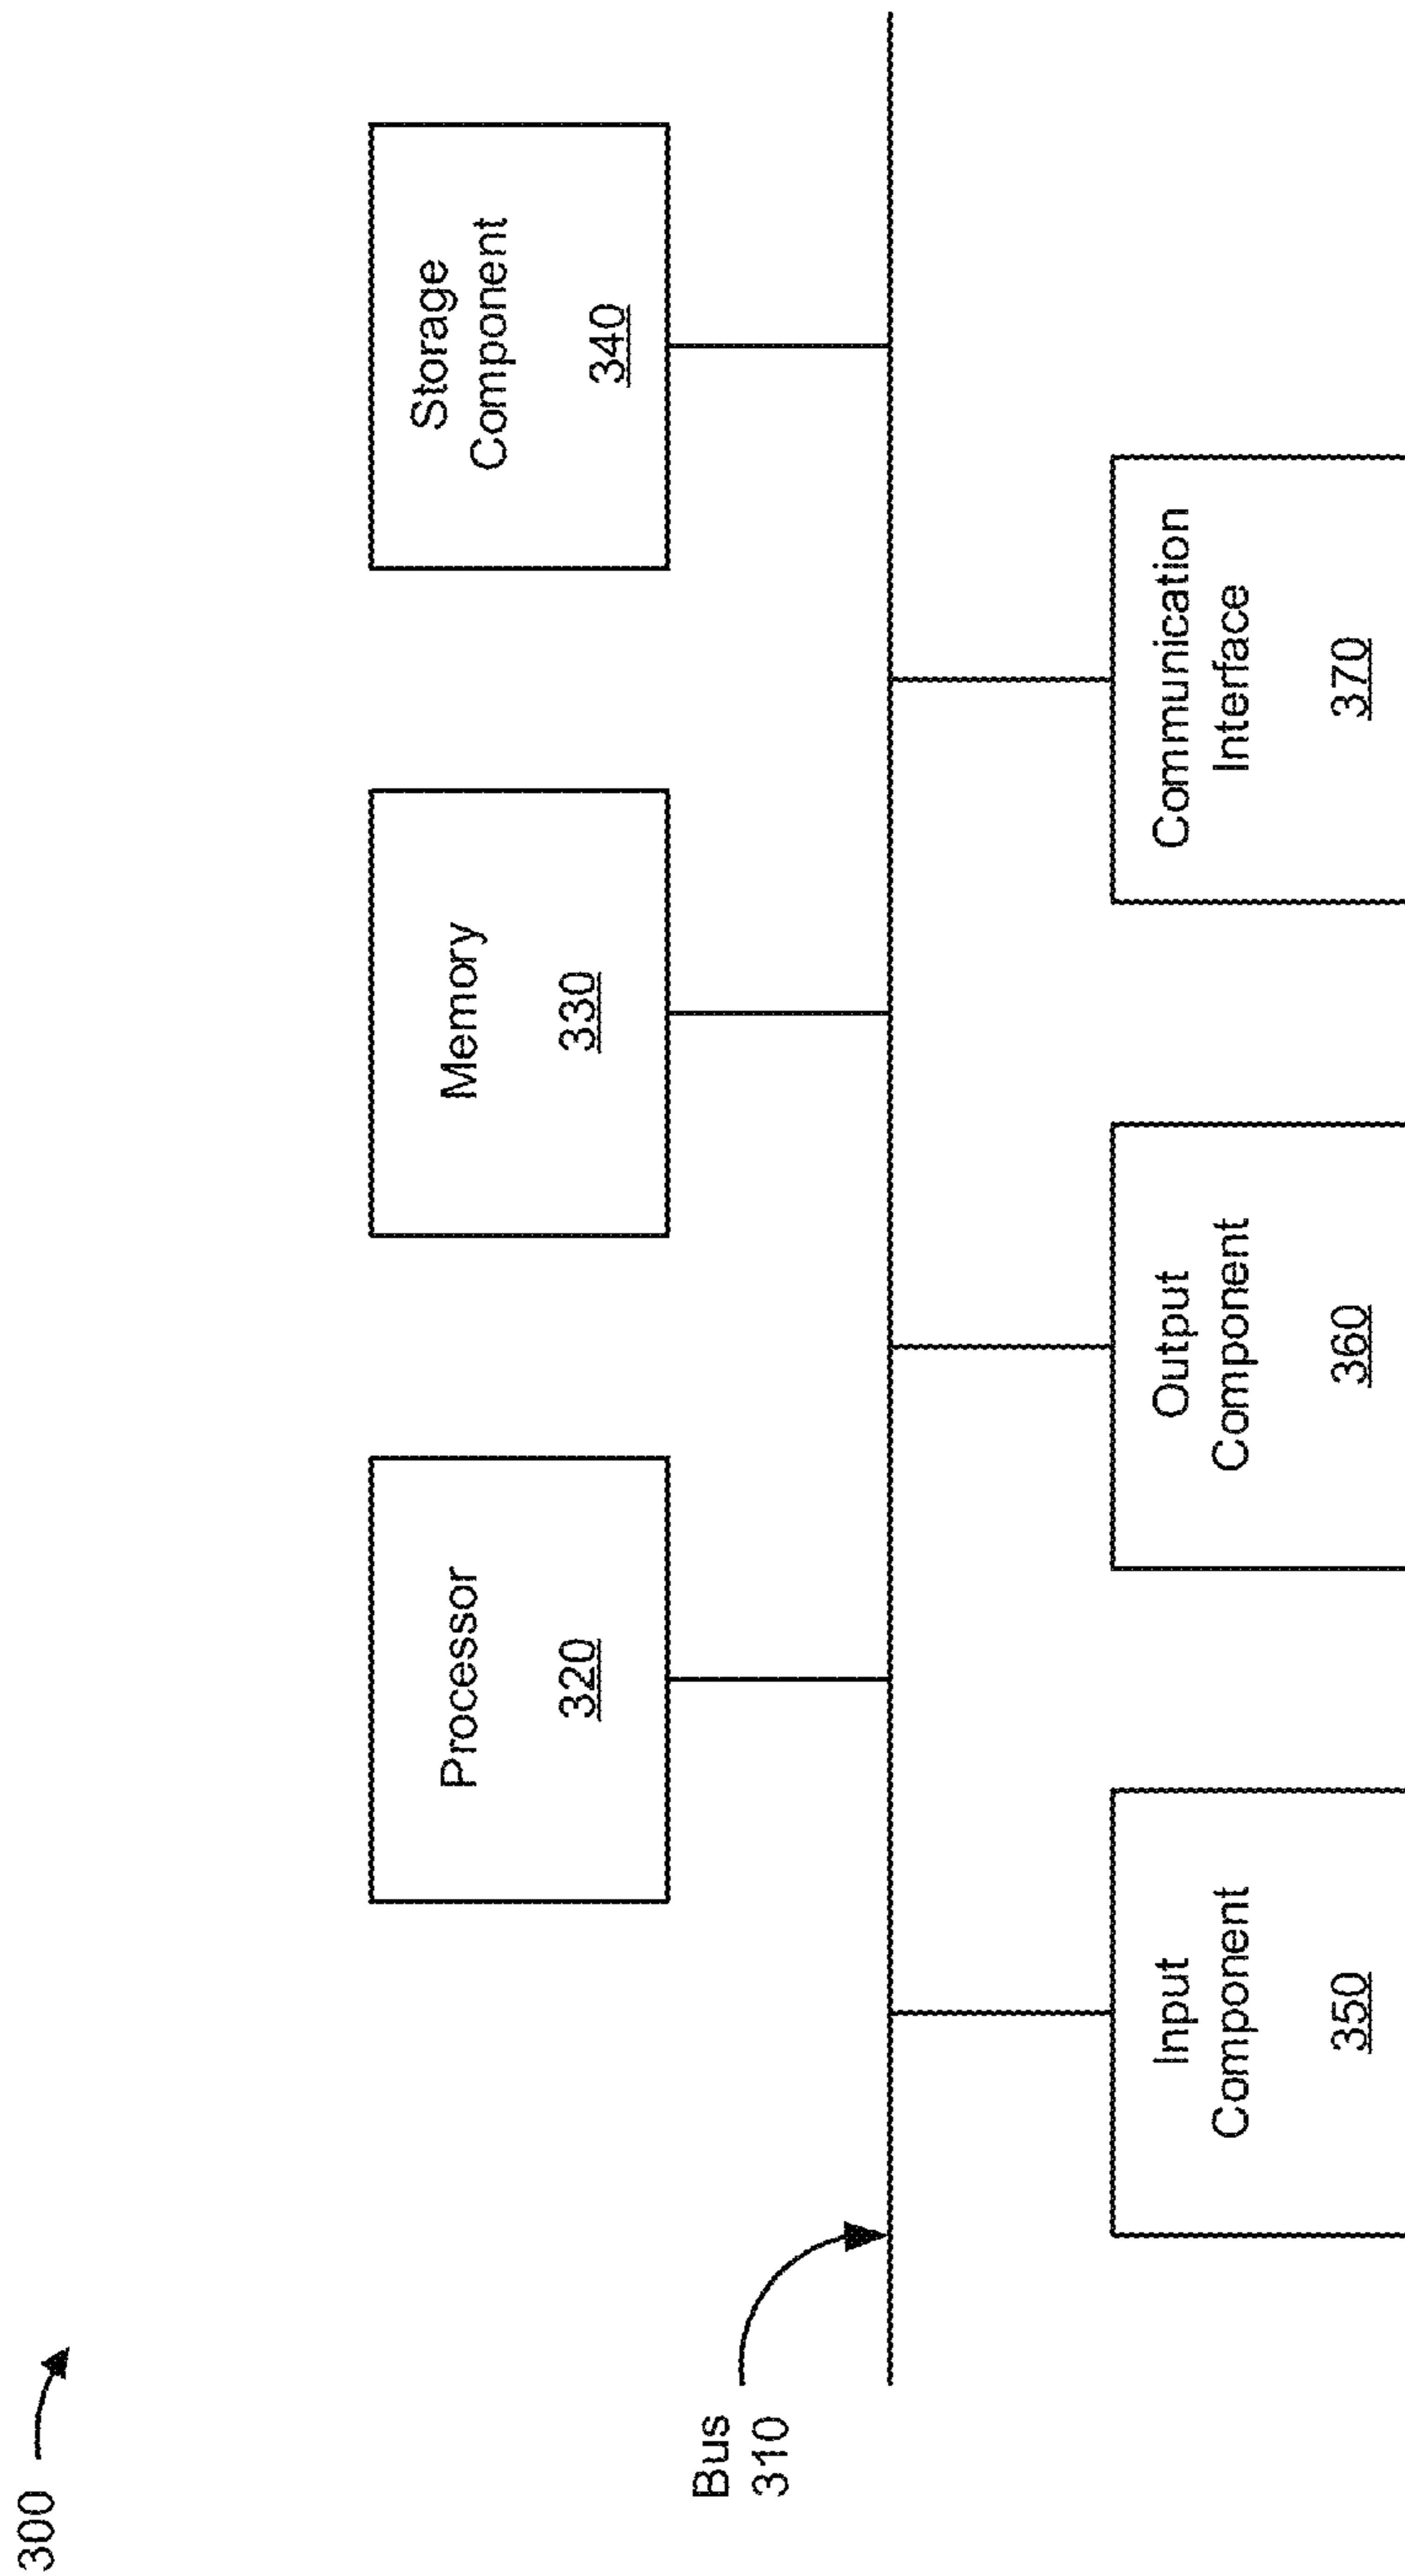 300
Processor
320
Memory
330
Storage
Component
340
Bus
310
Input
Component
350
Output
Component
360
Communication
Interface
370